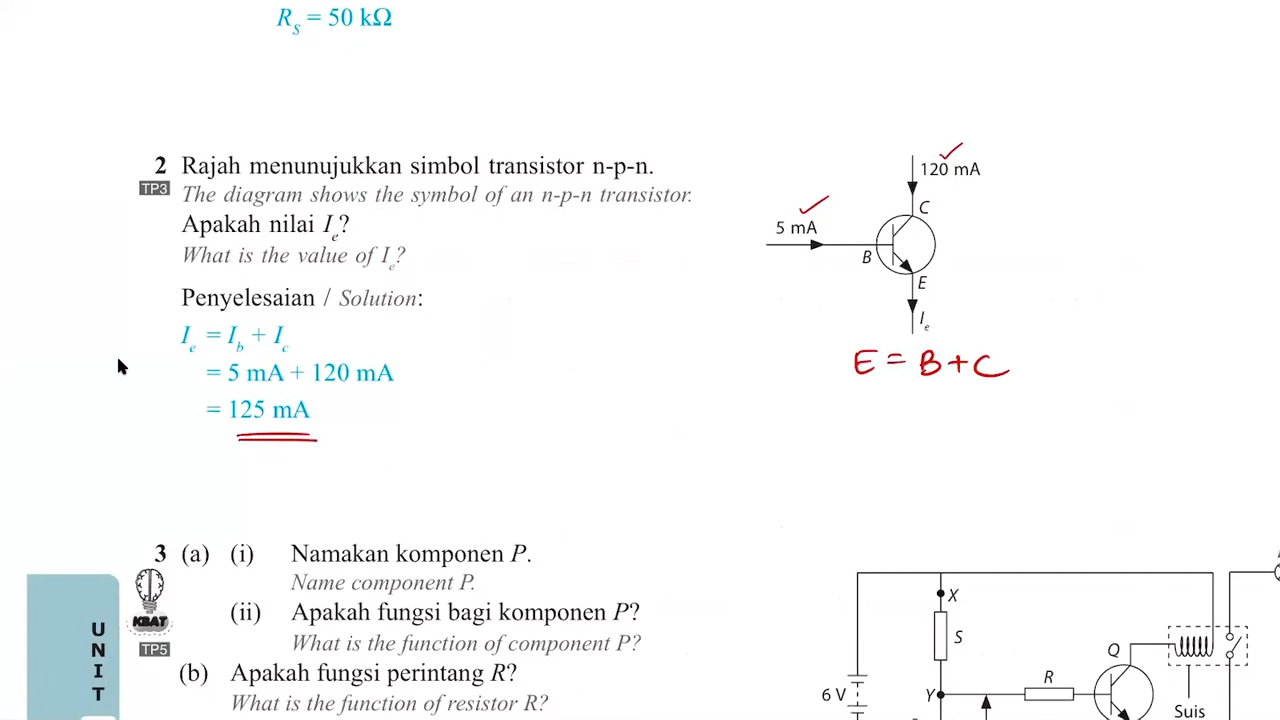 R_s = 50 kΩ
2 Rajah menunujukkan simbol transistor n-p-n.
TP3 The diagram shows the symbol of an n-p-n transistor.
Apakah nilai I_e?
What is the value of I_e?
Penyelesaian / Solution:
I_e = I_b + I_c
= 5 mA + 120 mA
= 125 mA
120 mA
C
5 mA
B
E
I_e
E = B + C
3 (a) (i) Namakan komponen P.
Name component P.
KBAT
(ii) Apakah fungsi bagi komponen P?
TP5 What is the function of component P?
(b) Apakah fungsi perintang R?
What is the function of resistor R?
UNIT
X
S
Q
R
6 V
Y
Suis